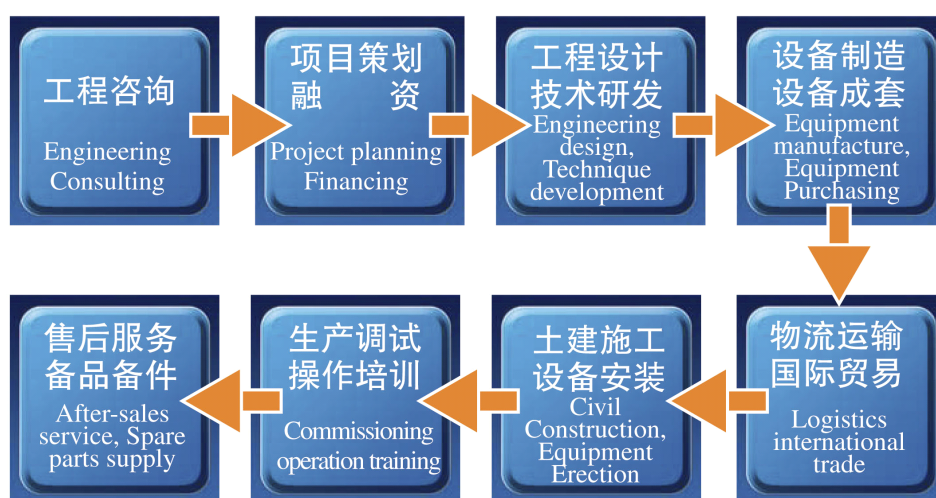 工程咨询
Engineering
Consulting
项目策划
融 资
Project planning
Financing
工程设计
技术研发
Engineering
design,
Technique
development
设备制造
设备成套
Equipment
manufacture,
Equipment
Purchasing
物流运输
国际贸易
Logistics
international
trade
土建施工
设备安装
Civil
Construction,
Equipment
Erection
生产调试
操作培训
Commissioning
operation training
售后服务
备品备件
After-sales
service, Spare
parts supply